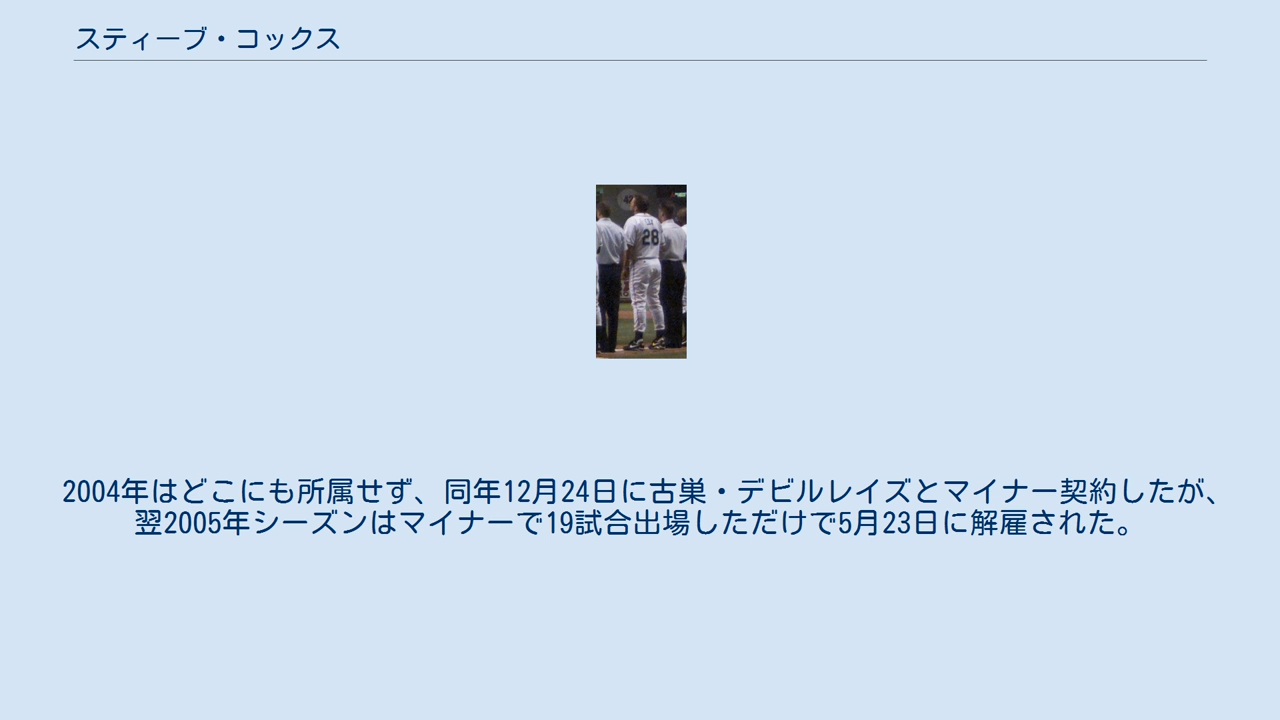 スティーブ・コックス
28
2004年はどこにも所属せず、同年12月24日に古巣・デビルレイズとマイナー契約したが、
翌2005年シーズンはマイナーで19試合出場しただけで5月23日に解雇された。